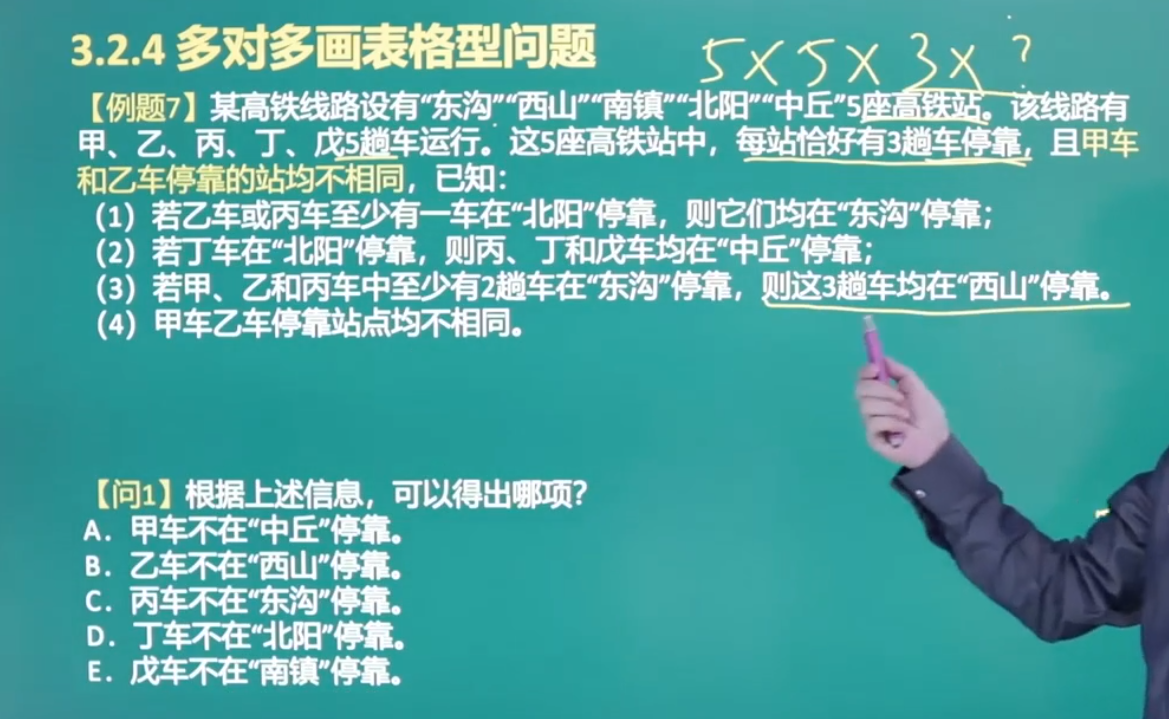 3.2.4 多对多画表格型问题
5×5×3× ?
【例题7】某高铁线路设有“东沟”“西山”“南镇”“北阳”“中丘”5座高铁站。该线路有
甲、乙、丙、丁、戊5趟车运行。这5座高铁站中，每站恰好有3趟车停靠，且甲车
和乙车停靠的站均不相同，已知：
（1）若乙车或丙车至少有一车在“北阳”停靠，则它们均在“东沟”停靠；
（2）若丁车在“北阳”停靠，则丙、丁和戊车均在“中丘”停靠；
（3）若甲、乙和丙车中至少有2趟车在“东沟”停靠，则这3趟车均在“西山”停靠。
（4）甲车乙车停靠站点均不相同。
【问1】根据上述信息，可以得出哪项？
A. 甲车不在“中丘”停靠。
B. 乙车不在“西山”停靠。
C. 丙车不在“东沟”停靠。
D. 丁车不在“北阳”停靠。
E. 戊车不在“南镇”停靠。